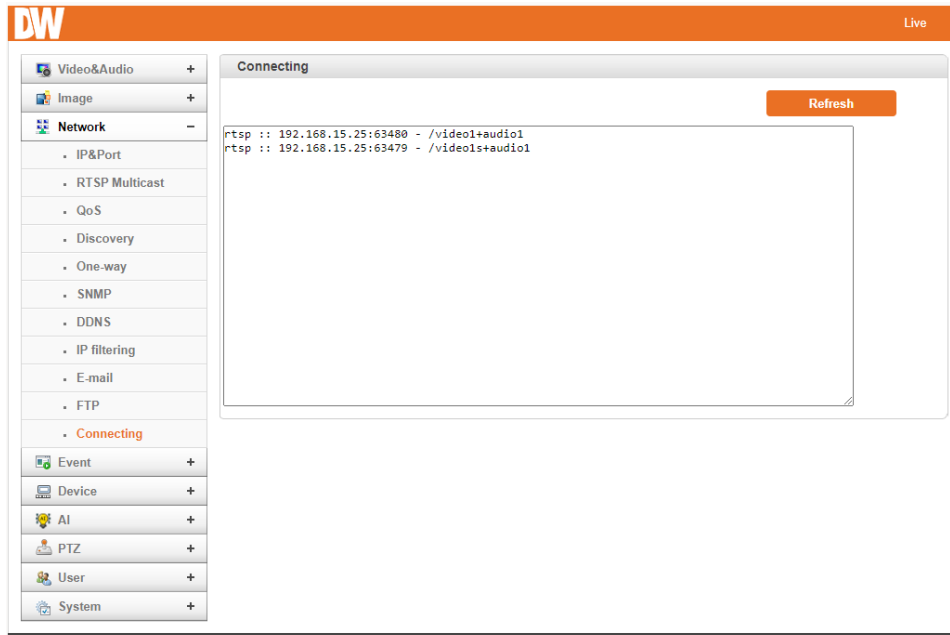 DW
Live
Video&Audio +
Image +
Network –
IP&Port
RTSP Multicast
QoS
Discovery
One-way
SNMP
DDNS
IP filtering
E-mail
FTP
Connecting
Event +
Device +
AI +
PTZ +
User +
System +
Connecting
Refresh
rtsp :: 192.168.15.25:63480 - /video1+audio1
rtsp :: 192.168.15.25:63479 - /video1s+audio1